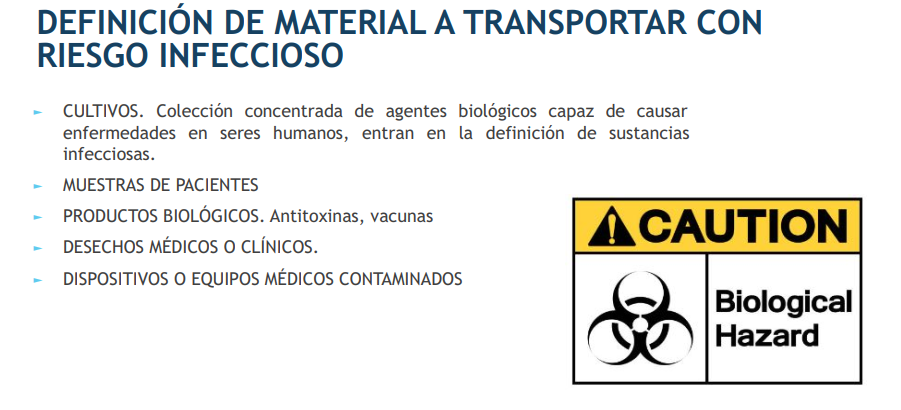 DEFINICIÓN DE MATERIAL A TRANSPORTAR CON
RIESGO INFECCIOSO
► CULTIVOS. Colección concentrada de agentes biológicos capaz de causar
enfermedades en seres humanos, entran en la definición de sustancias
infecciosas.
► MUESTRAS DE PACIENTES
► PRODUCTOS BIOLÓGICOS. Antitoxinas, vacunas
► DESECHOS MÉDICOS O CLÍNICOS.
► DISPOSITIVOS O EQUIPOS MÉDICOS CONTAMINADOS
CAUTION
Biological
Hazard